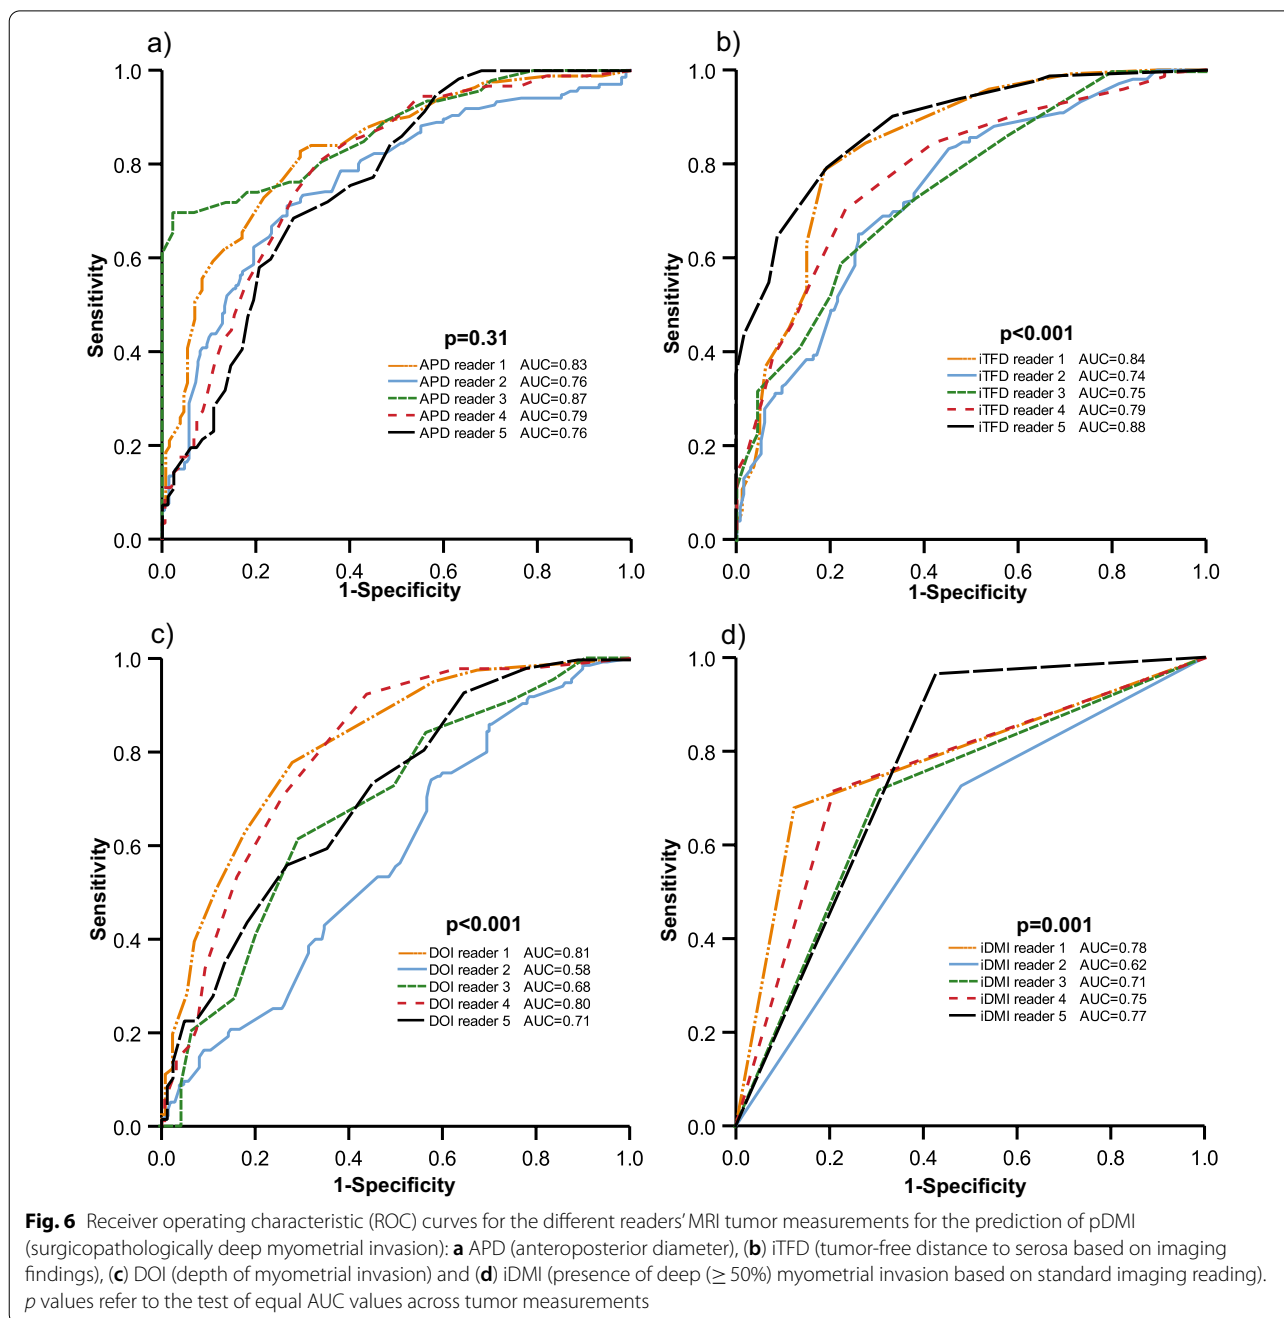 a)
1.0
0.8
0.6
0.4
0.2
0.0
Sensitivity
p=0.31
APD reader 1 AUC=0.83
APD reader 2 AUC=0.76
APD reader 3 AUC=0.87
APD reader 4 AUC=0.79
APD reader 5 AUC=0.76
0.0 0.2 0.4 0.6 0.8 1.0
1-Specificity
b)
1.0
0.8
0.6
0.4
0.2
0.0
Sensitivity
p<0.001
iTFD reader 1 AUC=0.84
iTFD reader 2 AUC=0.74
iTFD reader 3 AUC=0.75
iTFD reader 4 AUC=0.79
iTFD reader 5 AUC=0.88
0.0 0.2 0.4 0.6 0.8 1.0
1-Specificity
c)
1.0
0.8
0.6
0.4
0.2
0.0
Sensitivity
p<0.001
DOI reader 1 AUC=0.81
DOI reader 2 AUC=0.58
DOI reader 3 AUC=0.68
DOI reader 4 AUC=0.80
DOI reader 5 AUC=0.71
0.0 0.2 0.4 0.6 0.8 1.0
1-Specificity
d)
1.0
0.8
0.6
0.4
0.2
0.0
Sensitivity
p=0.001
iDMI reader 1 AUC=0.78
iDMI reader 2 AUC=0.62
iDMI reader 3 AUC=0.71
iDMI reader 4 AUC=0.75
iDMI reader 5 AUC=0.77
0.0 0.2 0.4 0.6 0.8 1.0
1-Specificity
Fig. 6 Receiver operating characteristic (ROC) curves for the different readers' MRI tumor measurements for the prediction of pDMI
(surgicopathologically deep myometrial invasion): a APD (anteroposterior diameter), (b) iTFD (tumor-free distance to serosa based on imaging
findings), (c) DOI (depth of myometrial invasion) and (d) iDMI (presence of deep (≥ 50%) myometrial invasion based on standard imaging reading).
p values refer to the test of equal AUC values across tumor measurements